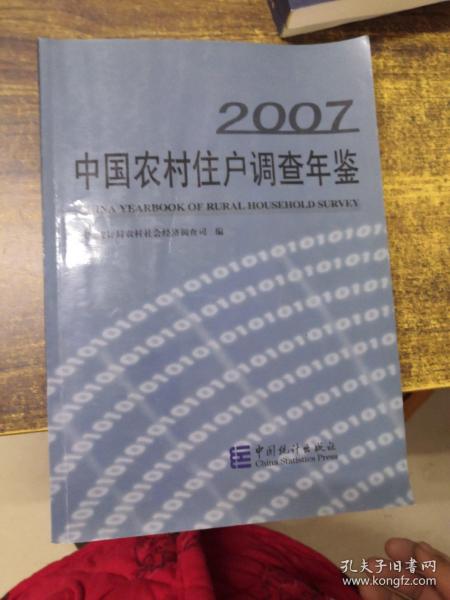 2007
中国农村住户调查年鉴
NA YEARBOOK OF RURAL HOUSEHOLD SURVEY
局农村社会经济调查司 编
中国统计出版社
China Statistics Press
孔夫子旧书网
www.kongfz.com